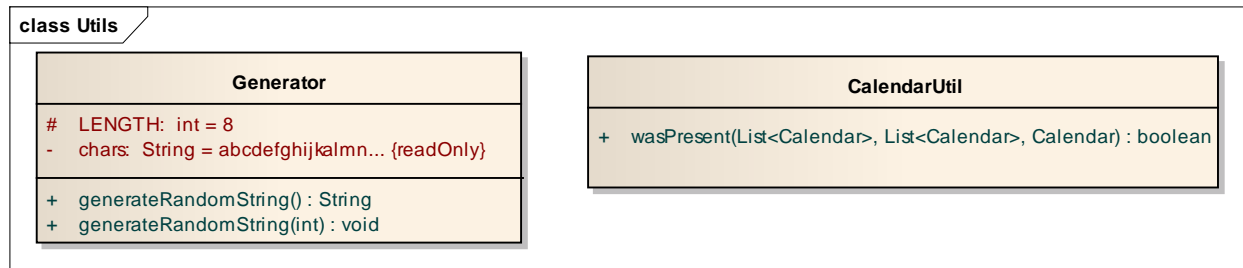 class Utils
Generator
# LENGTH: int = 8
- chars: String = abcdefghijkalmn... {readOnly}
+ generateRandomString() : String
+ generateRandomString(int) : void
CalendarUtil
+ wasPresent(List<Calendar>, List<Calendar>, Calendar) : boolean